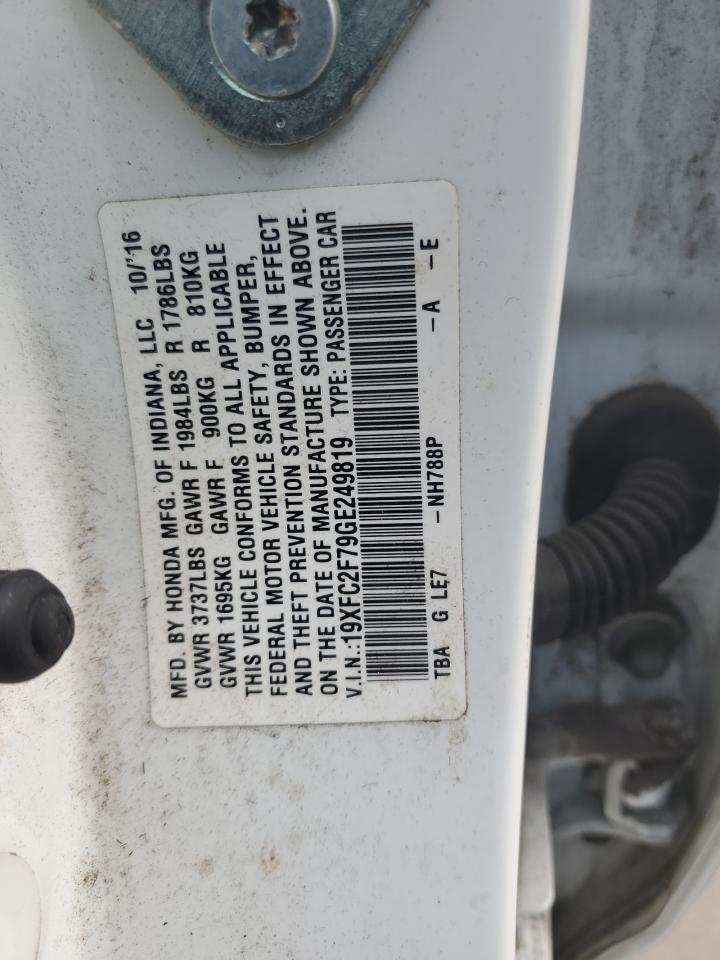 MFD. BY HONDA MFG. OF INDIANA, LLC 10/'16
GVWR 3737LBS GAWR F 1984LBS R 1786LBS
GVWR 1695KG GAWR F 900KG R 810KG
THIS VEHICLE CONFORMS TO ALL APPLICABLE
FEDERAL MOTOR VEHICLE SAFETY, BUMPER,
AND THEFT PREVENTION STANDARDS IN EFFECT
ON THE DATE OF MANUFACTURE SHOWN ABOVE.
V.I.N.:19XFC2F79GE249819 TYPE: PASSENGER CAR
TBA G LE7 -NH788P -A -E